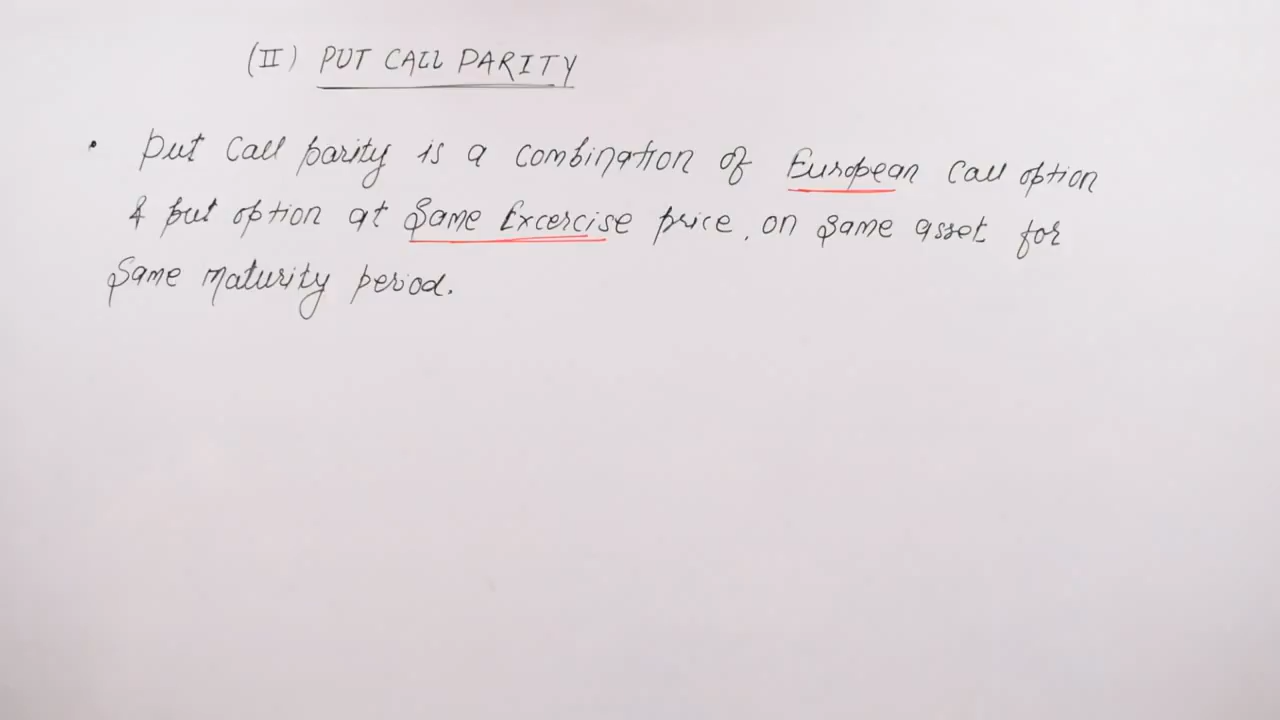 (II) PUT CALL PARITY
• Put Call parity is a combination of European Call option
& put option at Same Excercise price, on same asset for
Same maturity period.